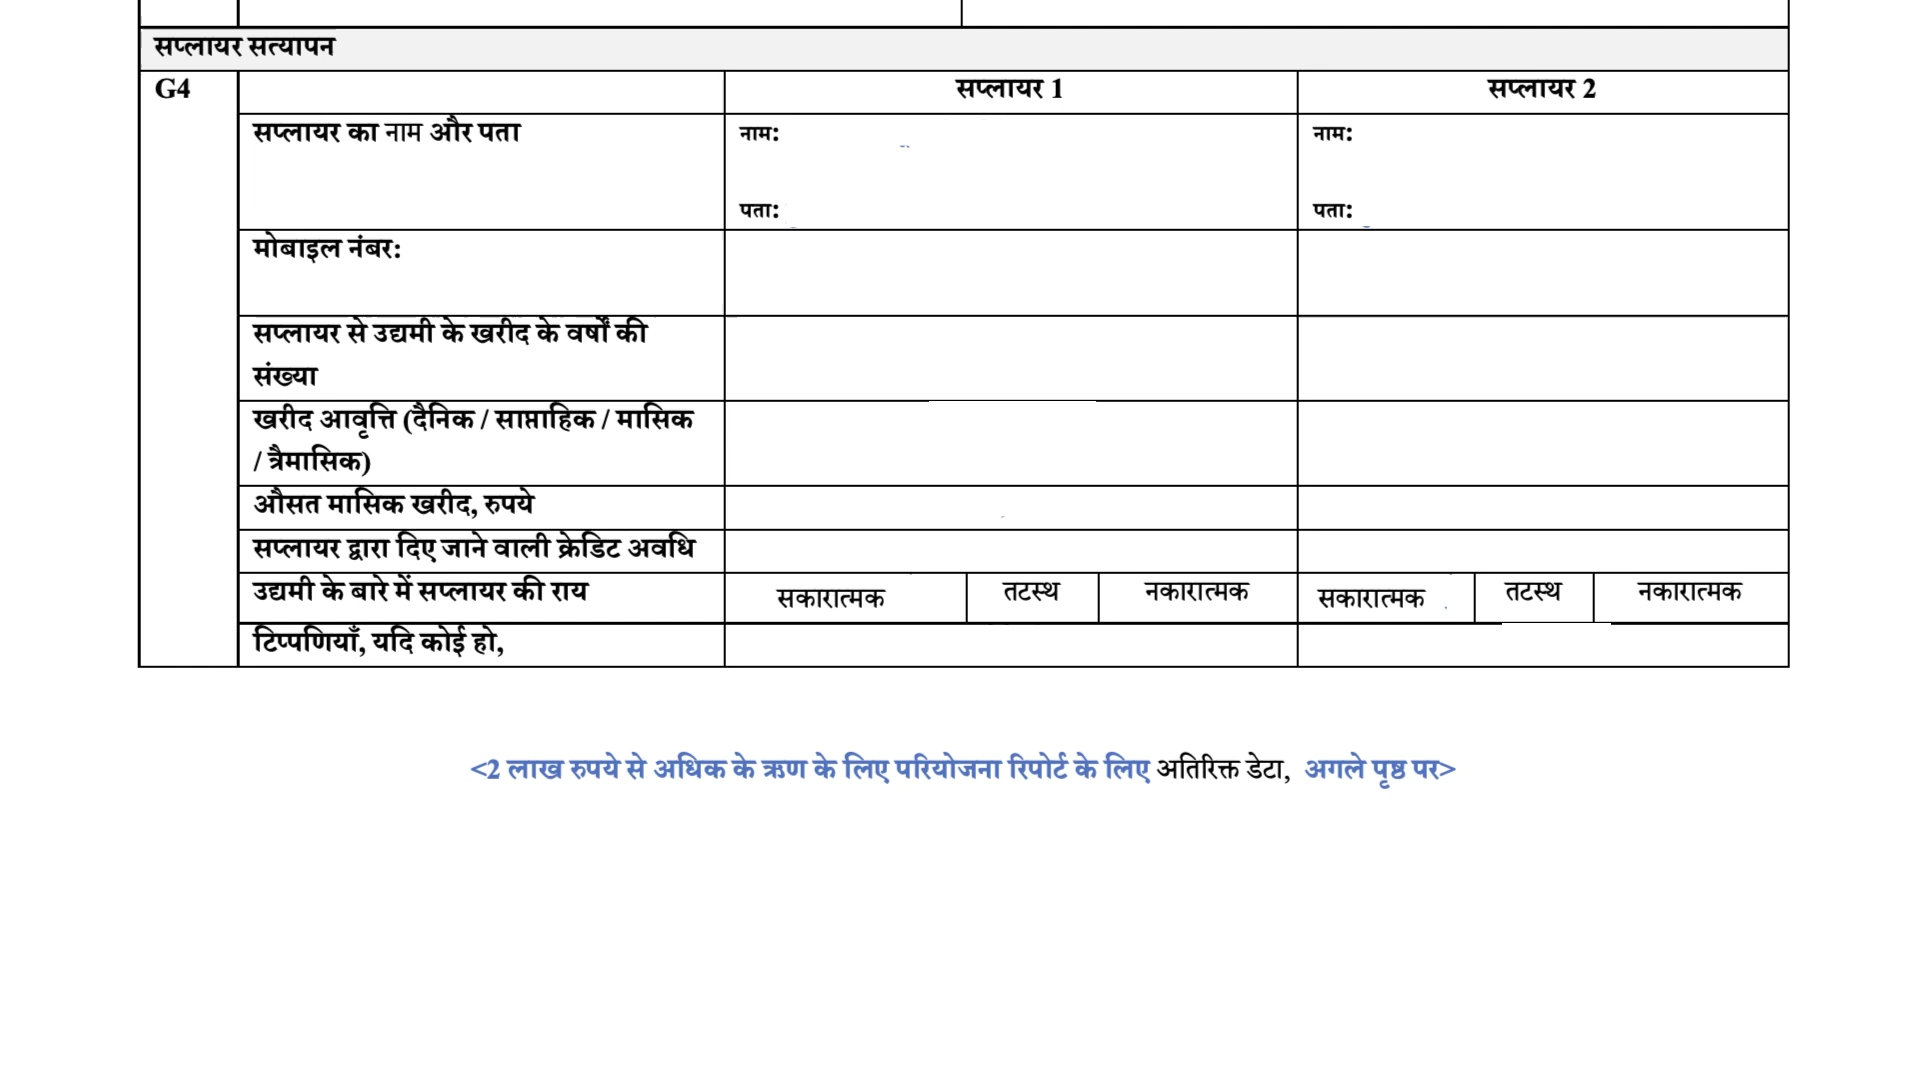 सप्लायर सत्यापन
G4 सप्लायर 1 सप्लायर 2
सप्लायर का नाम और पता नाम: नाम:
पता: पता:
मोबाइल नंबर:
सप्लायर से उद्यमी के खरीद के वर्षों की
संख्या
खरीद आवृत्ति (दैनिक / साप्ताहिक / मासिक
/ त्रैमासिक)
औसत मासिक खरीद, रुपये
सप्लायर द्वारा दिए जाने वाली क्रेडिट अवधि
उद्यमी के बारे में सप्लायर की राय सकारात्मक तटस्थ नकारात्मक सकारात्मक तटस्थ नकारात्मक
टिप्पणियाँ, यदि कोई हो,
<2 लाख रुपये से अधिक के ऋण के लिए परियोजना रिपोर्ट के लिए अतिरिक्त डेटा, अगले पृष्ठ पर>